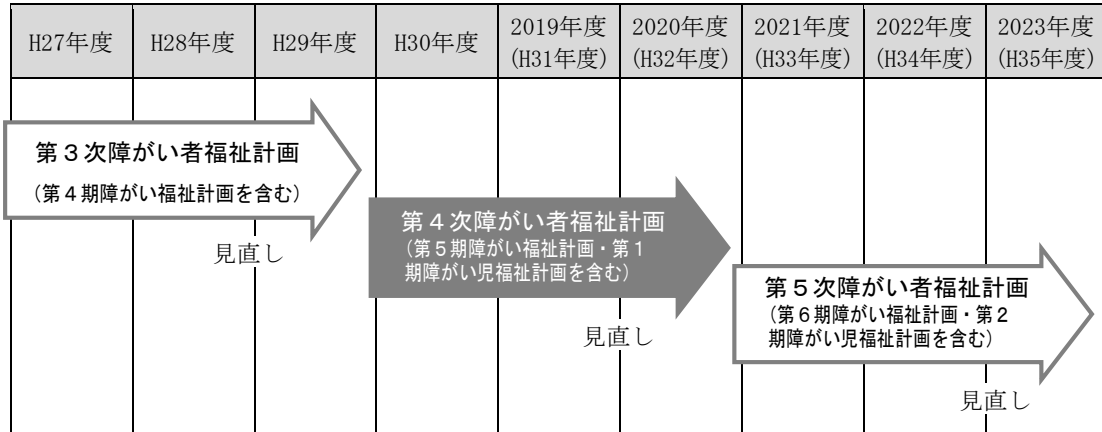 H27年度
H28年度
H29年度
H30年度
2019年度
(H31年度)
2020年度
(H32年度)
2021年度
(H33年度)
2022年度
(H34年度)
2023年度
(H35年度)
第3次障がい者福祉計画
(第4期障がい福祉計画を含む)
見直し
第4次障がい者福祉計画
(第5期障がい福祉計画・第1
期障がい児福祉計画を含む)
見直し
第5次障がい者福祉計画
(第6期障がい福祉計画・第2
期障がい児福祉計画を含む)
見直し